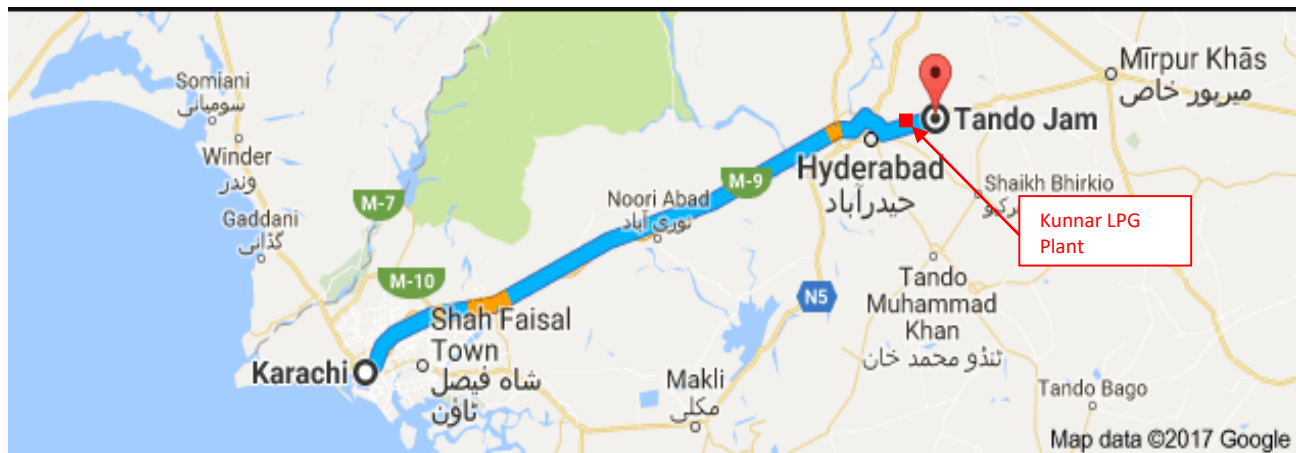 Somiani
سومیانی
Winder
وندر
Gaddani
گڈانی
M-7
M-10
Karachi
Shah Faisal
Town
شاہ فیصل
ٹاؤن
Noori Abad
نوری آباد
M-9
Hyderabad
حیدرآباد
Tando Jam
Mīrpur Khās
میرپور خاص
Shaikh Bhirkio
Kunnar LPG
Plant
N5
Tando
Muhammad
Khan
ٹنڈو محمد خان
Makli
مکلی
Tando Bago
Map data ©2017 Google